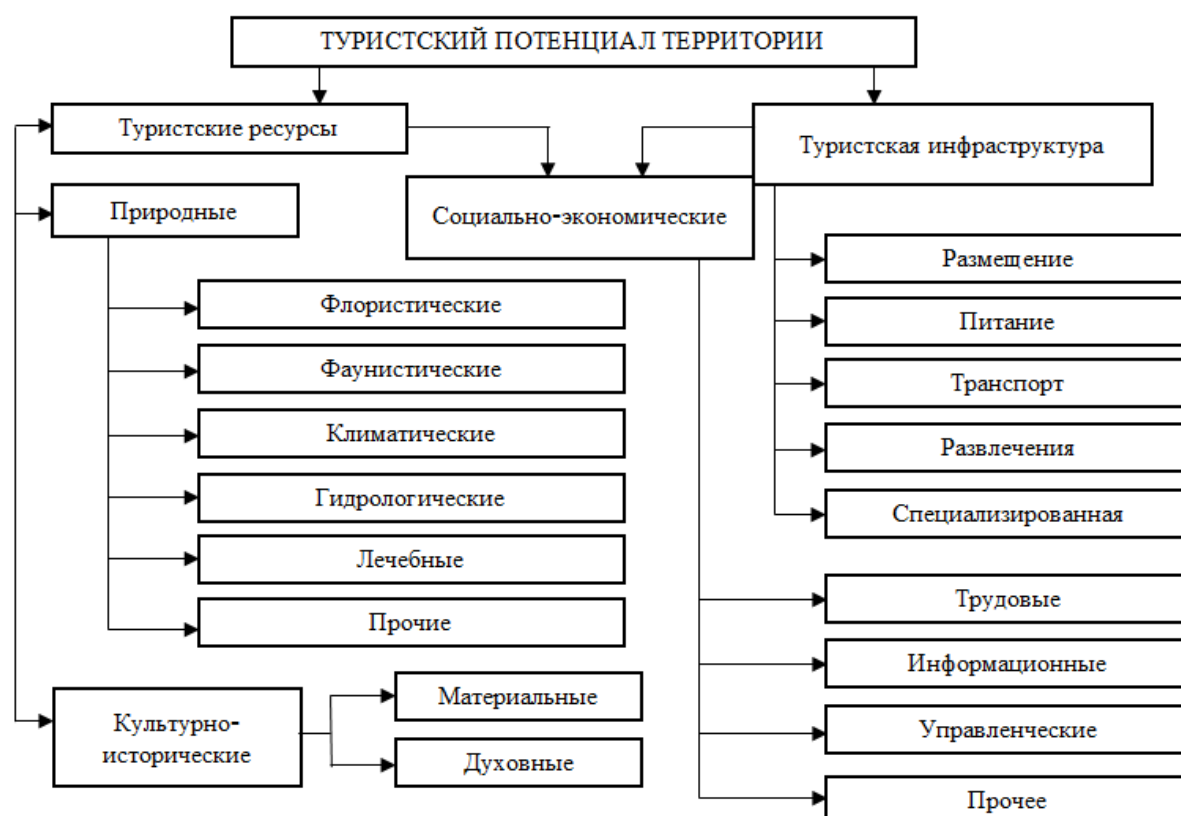 ТУРИСТСКИЙ ПОТЕНЦИАЛ ТЕРРИТОРИИ
Туристские ресурсы
Туристская инфраструктура
Природные
Социально-экономические
Флористические
Фаунистические
Климатические
Гидрологические
Лечебные
Прочие
Размещение
Питание
Транспорт
Развлечения
Специализированная
Трудовые
Информационные
Управленческие
Прочее
Культурно-
исторические
Материальные
Духовные